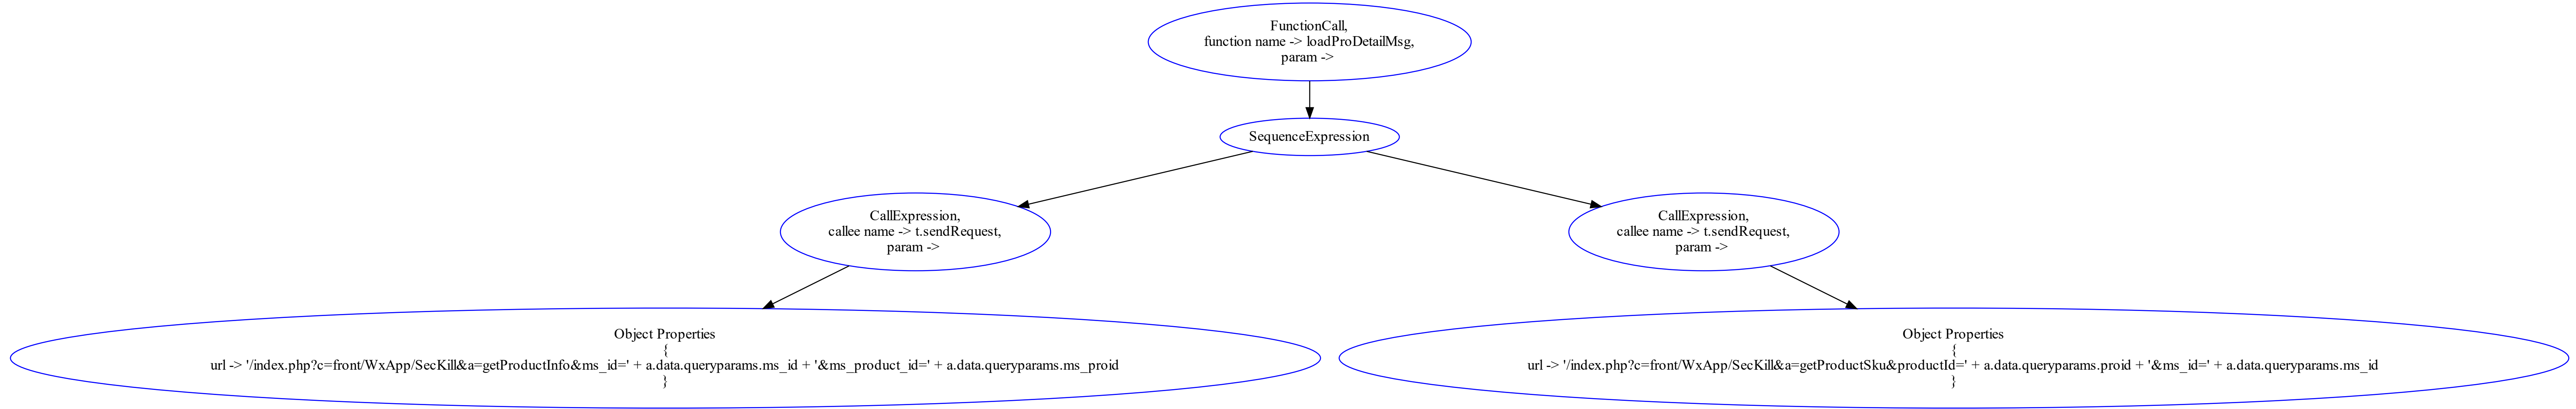 FunctionCall,
function name -> loadProDetailMsg,
param ->
SequenceExpression
CallExpression,
callee name -> t.sendRequest,
param ->
CallExpression,
callee name -> t.sendRequest,
param ->
Object Properties
{
url -> '/index.php?c=front/WxApp/SecKill&a=getProductInfo&ms_id=' + a.data.queryparams.ms_id + '&ms_product_id=' + a.data.queryparams.ms_proid
}
Object Properties
{
url -> '/index.php?c=front/WxApp/SecKill&a=getProductSku&productId=' + a.data.queryparams.proid + '&ms_id=' + a.data.queryparams.ms_id
}